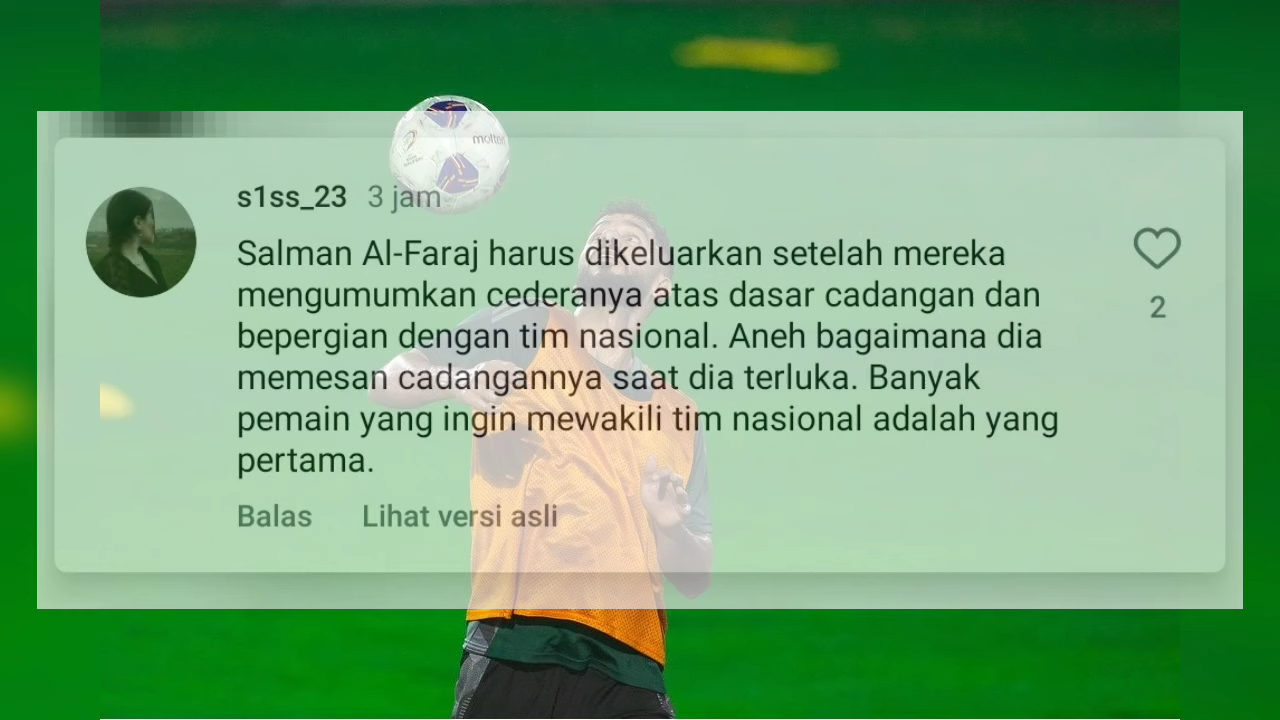 molten
s1ss_23 3 jam
Salman Al-Faraj harus dikeluarkan setelah mereka
mengumumkan cederanya atas dasar cadangan dan
bepergian dengan tim nasional. Aneh bagaimana dia
memesan cadangannya saat dia terluka. Banyak
pemain yang ingin mewakili tim nasional adalah yang
pertama.
2
Balas Lihat versi asli